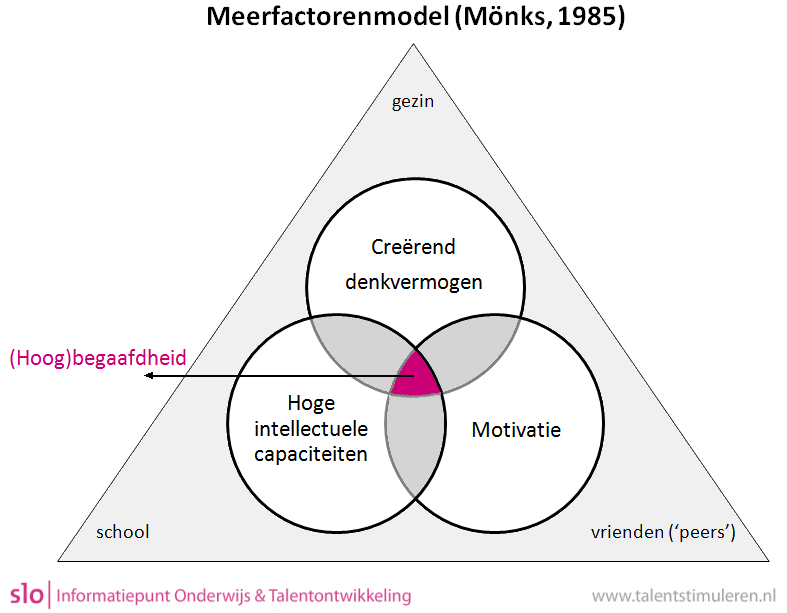 Meerfactorenmodel (Mönks, 1985)
gezin
Creërend
denkvermogen
(Hoog)begaafdheid
Hoge
intellectuele
capaciteiten
Motivatie
school
vrienden (‘peers’)
slo Informatiepunt Onderwijs & Talentontwikkeling
www.talentstimuleren.nl